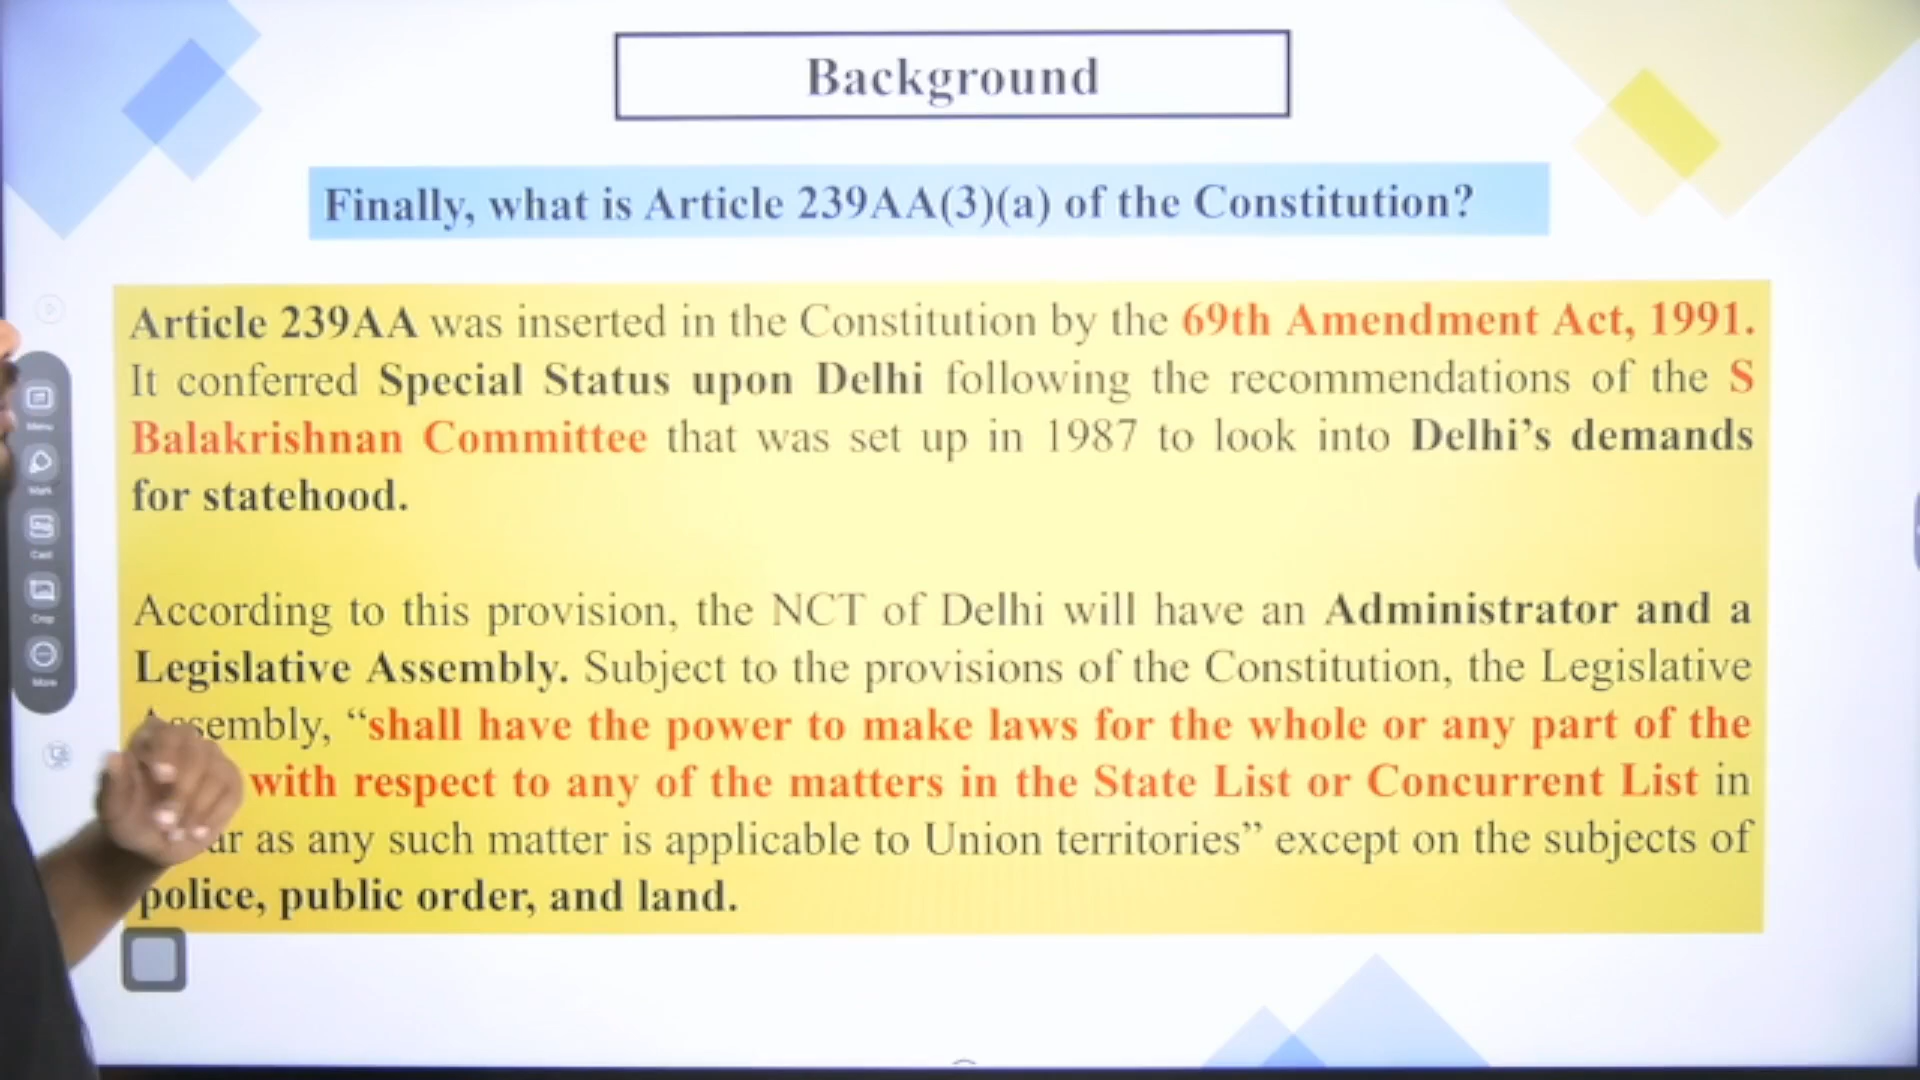 Background
Finally, what is Article 239AA(3)(a) of the Constitution?
Article 239AA was inserted in the Constitution by the 69th Amendment Act, 1991.
It conferred Special Status upon Delhi following the recommendations of the S
Balakrishnan Committee that was set up in 1987 to look into Delhi’s demands
for statehood.
According to this provision, the NCT of Delhi will have an Administrator and a
Legislative Assembly. Subject to the provisions of the Constitution, the Legislative
“shall have the power to make laws for the whole or any part of the
with respect to any of the matters in the State List or Concurrent List in
as any such matter is applicable to Union territories” except on the subjects of
police, public order, and land.
Menu
Mark
Cast
Crop
More